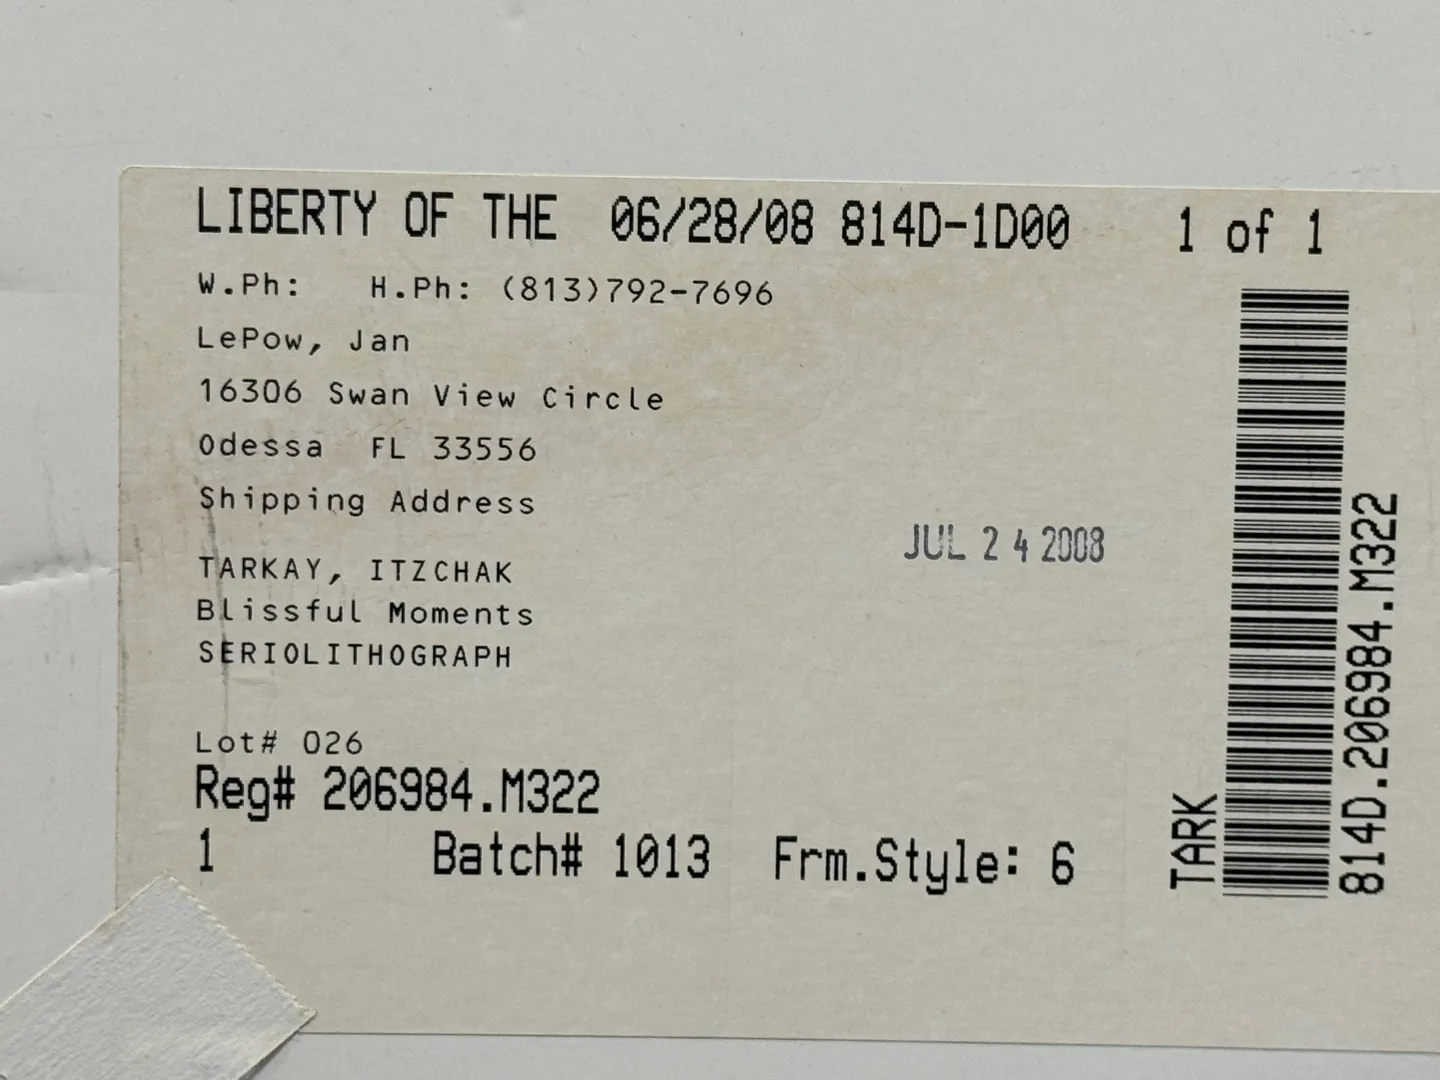 LIBERTY OF THE 06/28/08 814D-1D00 1 of 1
W.Ph: H.Ph: (813)792-7696
LePow, Jan
16306 Swan View Circle
Odessa FL 33556
Shipping Address
JUL 24 2008
TARKAY, ITZCHAK
Blissful Moments
SERIOLITHOGRAPH
Lot# 026
Reg# 206984.M322
1 Batch# 1013 Frm.Style: 6
TARK
814D.206984.M322